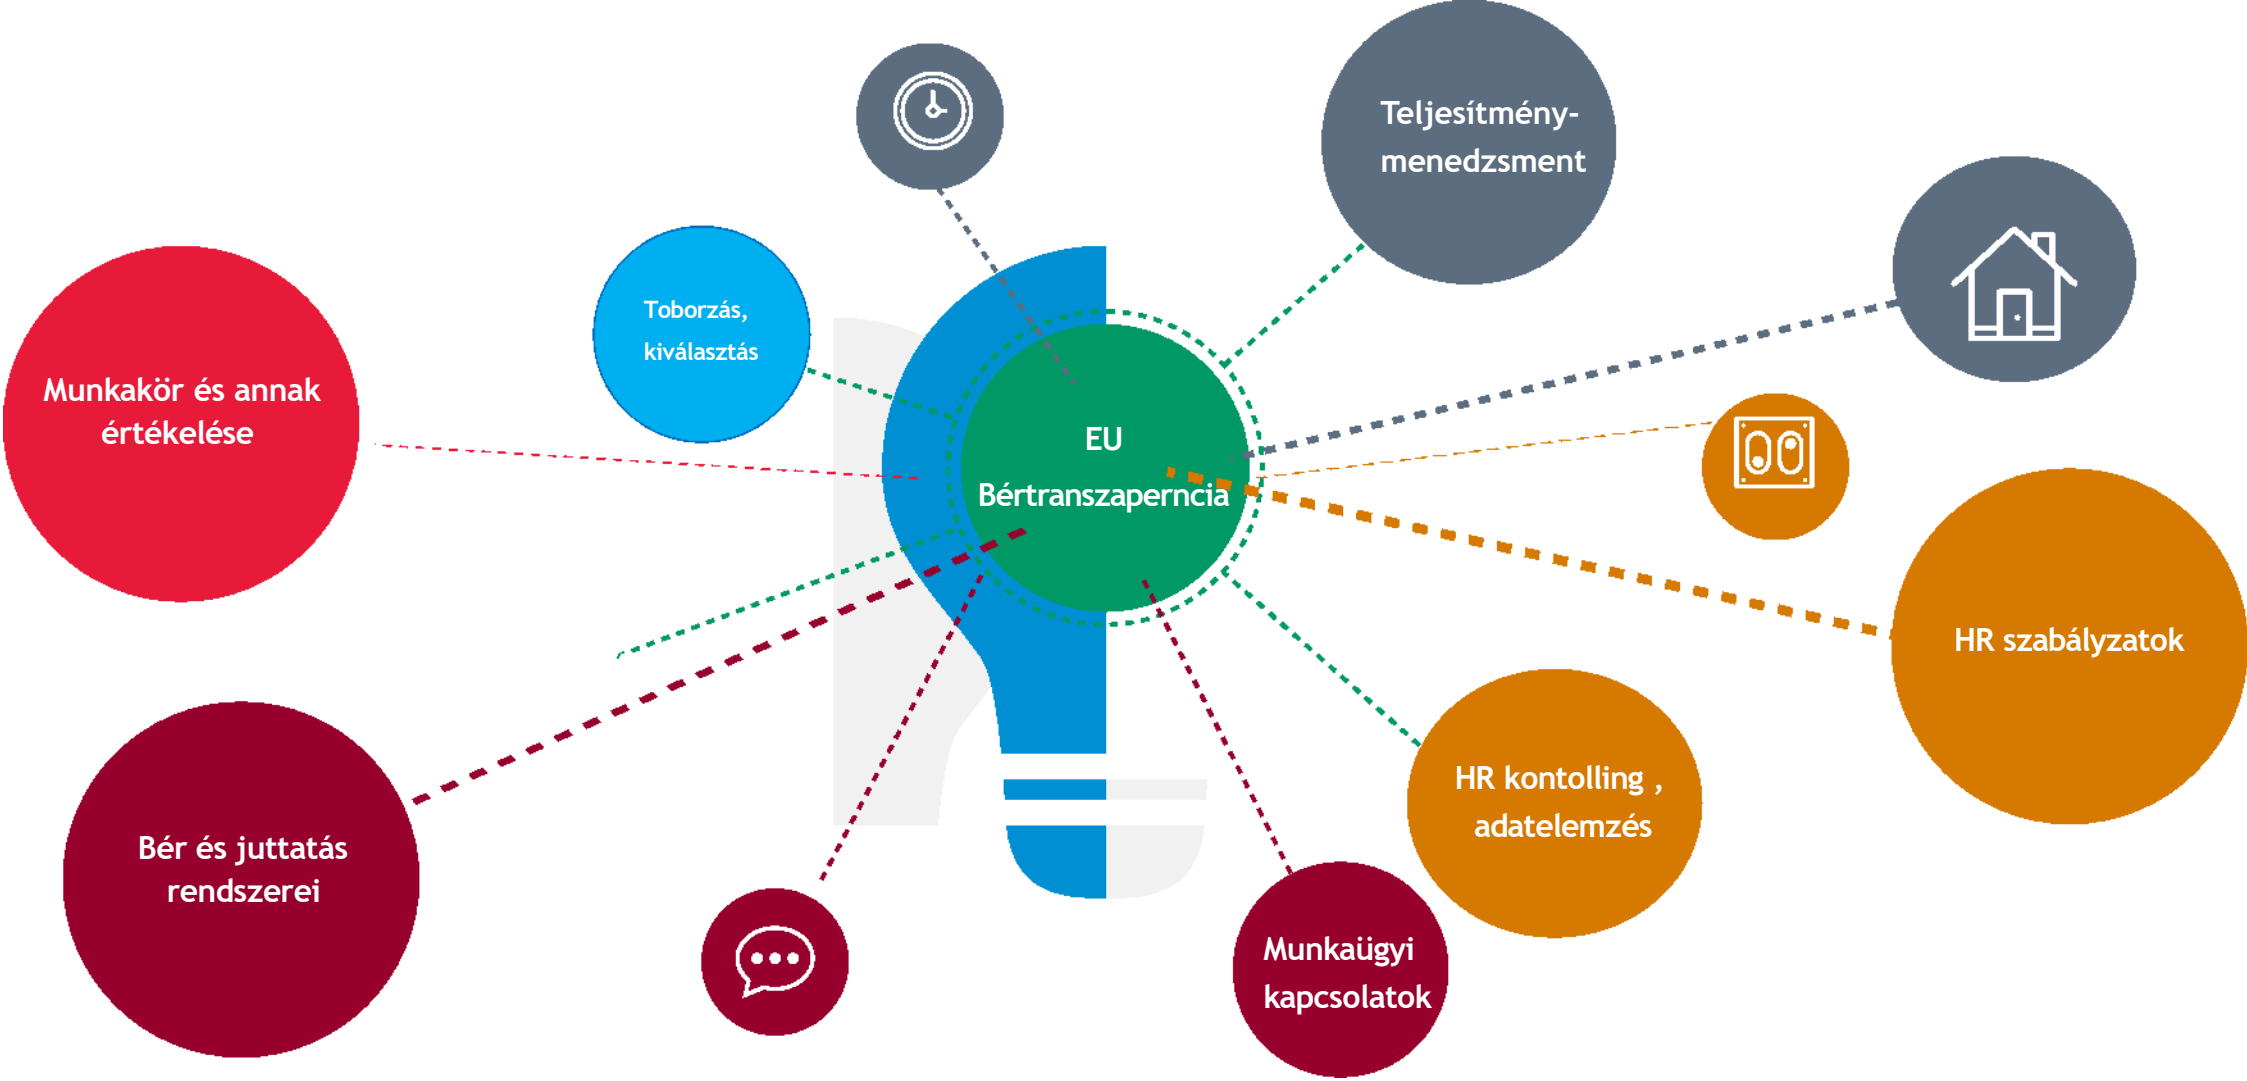 Teljesítmény-
menedzsment
Toborzás,
kiválasztás
Munkakör és annak
értékelése
EU
Bértranszaperncia
HR szabályzatok
HR kontolling ,
adatelemzés
Bér és juttatás
rendszerei
Munkaügyi
kapcsolatok